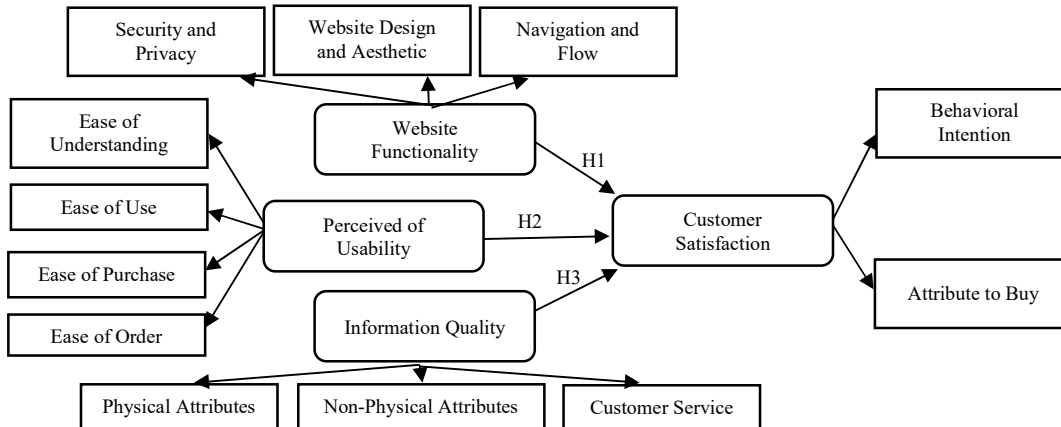 Security and
Privacy
Website Design
and Aesthetic
Navigation and
Flow
Ease of
Understanding
Website
Functionality
Behavioral
Intention
H1
Ease of Use
Perceived of
Usability
H2
Customer
Satisfaction
Ease of Purchase
H3
Ease of Order
Information Quality
Attribute to Buy
Physical Attributes
Non-Physical Attributes
Customer Service